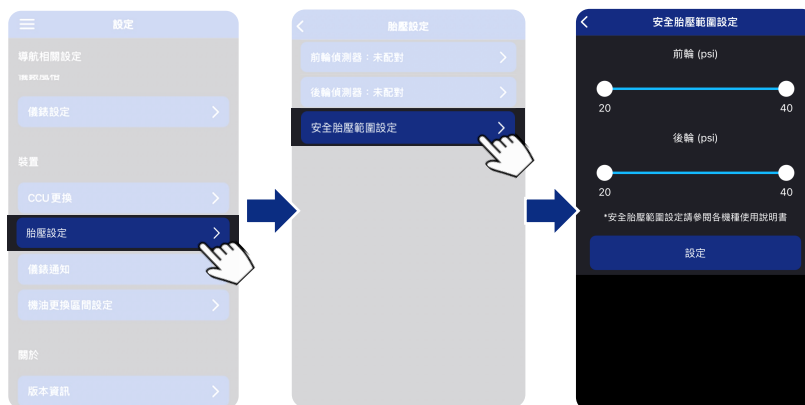 設定
導航相關設定
儀錶設定
裝置
CCU更換
胎壓設定
儀錶通知
機油更換區間設定
關於
版本資訊
胎壓設定
前輪偵測器：未配對
後輪偵測器：未配對
安全胎壓範圍設定
安全胎壓範圍設定
前輪 (psi)
20 40
後輪 (psi)
20 40
*安全胎壓範圍設定請參閱各機種使用說明書
設定